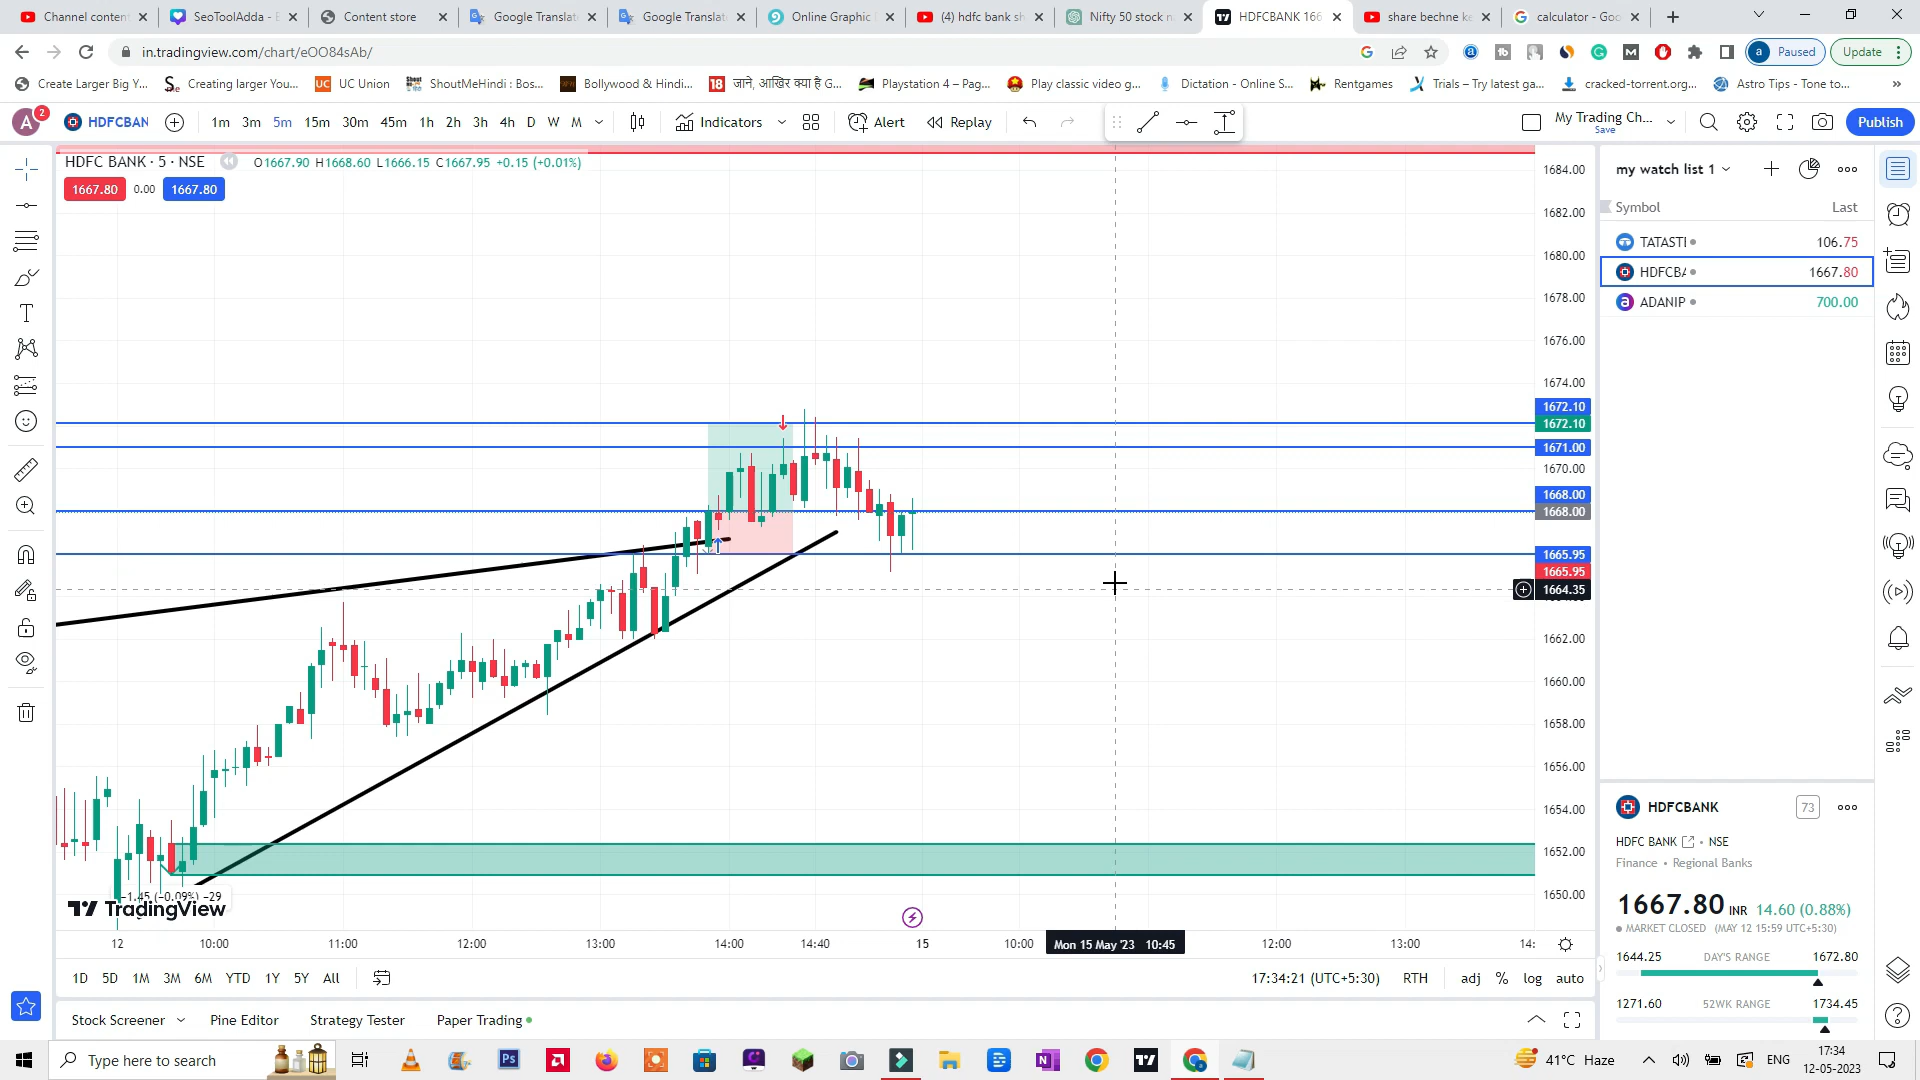 Channel content
SeoToolAdda - E
Content store
Google Translat
Google Translat
Online Graphic
(4) hdfc bank sh
Nifty 50 stock n
HDFCBANK 166
share bechne ke
calculator - Goo
in.tradingview.com/chart/eOO84sAb/
Paused
Update
Create Larger Big Y...
Creating larger You...
UC Union
ShoutMeHindi : Bos...
Bollywood & Hindi...
जाने, आखिर क्या है G...
Playstation 4 – Pag...
Play classic video g...
Dictation - Online S...
Rentgames
Trials – Try latest ga...
cracked-torrent.org...
Astro Tips - Tone to...
A 2
HDFCBAN
1m 3m 5m 15m 30m 45m 1h 2h 3h 4h D W M
Indicators
Alert
Replay
My Trading Ch...
Save
Publish
HDFC BANK · 5 · NSE
O1667.90 H1668.60 L1666.15 C1667.95 +0.15 (+0.01%)
1667.80 0.00 1667.80
1684.00
1682.00
1680.00
1678.00
1676.00
1674.00
1672.10
1672.10
1671.00
1670.00
1668.00
1668.00
1665.95
1665.95
1664.35
1662.00
1660.00
1658.00
1656.00
1654.00
1652.00
1650.00
−1.45 (−0.09%) −29
TradingView
12 10:00 11:00 12:00 13:00 14:00 14:40 15 10:00 Mon 15 May '23 10:45 12:00 13:00 14:
1D 5D 1M 3M 6M YTD 1Y 5Y All
17:34:21 (UTC+5:30) RTH adj % log auto
Stock Screener
Pine Editor
Strategy Tester
Paper Trading
my watch list 1
Symbol Last
TATASTI 106.75
HDFCBA 1667.80
ADANIP 700.00
HDFCBANK
73
HDFC BANK • NSE
Finance • Regional Banks
1667.80 INR 14.60 (0.88%)
MARKET CLOSED (MAY 12 15:59 UTC+5:30)
1644.25 DAY'S RANGE 1672.80
1271.60 52WK RANGE 1734.45
Type here to search
41°C Haze
ENG
17:34
12-05-2023